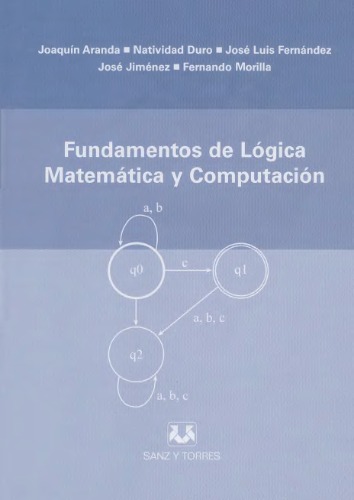 Joaquín Aranda ■ Natividad Duro ■ José Luis Fernández
José Jiménez ■ Fernando Morilla
Fundamentos de Lógica
Matemática y Computación
a, b
q0
c
q1
a, b, c
q2
a, b, c
SANZ Y TORRES